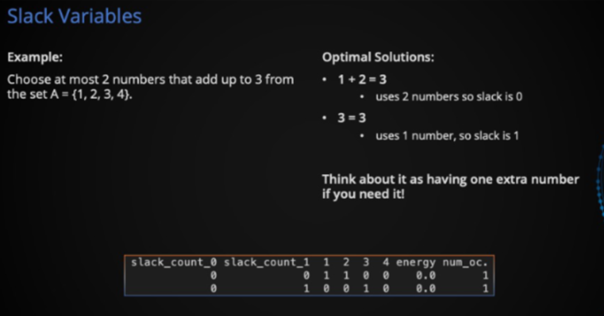 Slack Variables
Example:
Choose at most 2 numbers that add up to 3 from
the set A = {1, 2, 3, 4}.
Optimal Solutions:
• 1 + 2 = 3
• uses 2 numbers so slack is 0
• 3 = 3
• uses 1 number, so slack is 1
Think about it as having one extra number
if you need it!
slack_count_0 slack_count_1 1 2 3 4 energy num_oc.
0 0 1 1 0 0 0.0 1
0 1 0 0 1 0 0.0 1